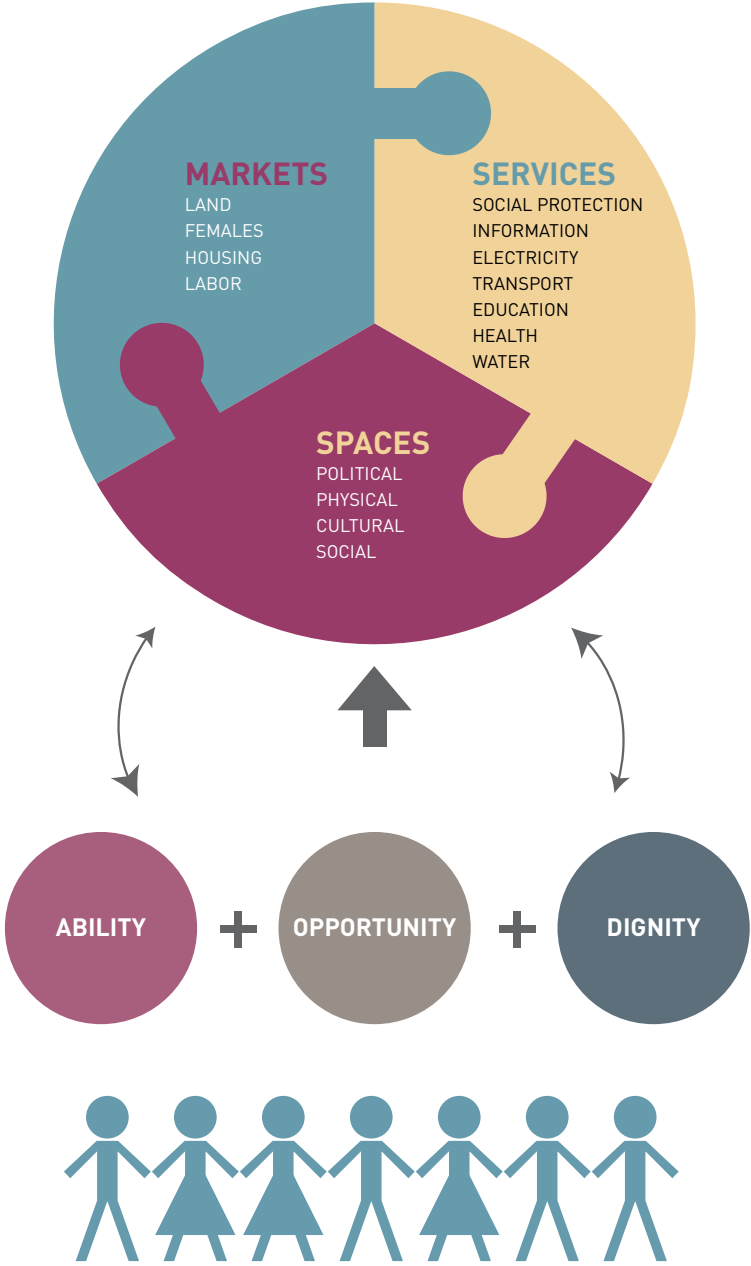 MARKETS
LAND
FEMALES
HOUSING
LABOR
SERVICES
SOCIAL PROTECTION
INFORMATION
ELECTRICITY
TRANSPORT
EDUCATION
HEALTH
WATER
SPACES
POLITICAL
PHYSICAL
CULTURAL
SOCIAL
ABILITY + OPPORTUNITY + DIGNITY